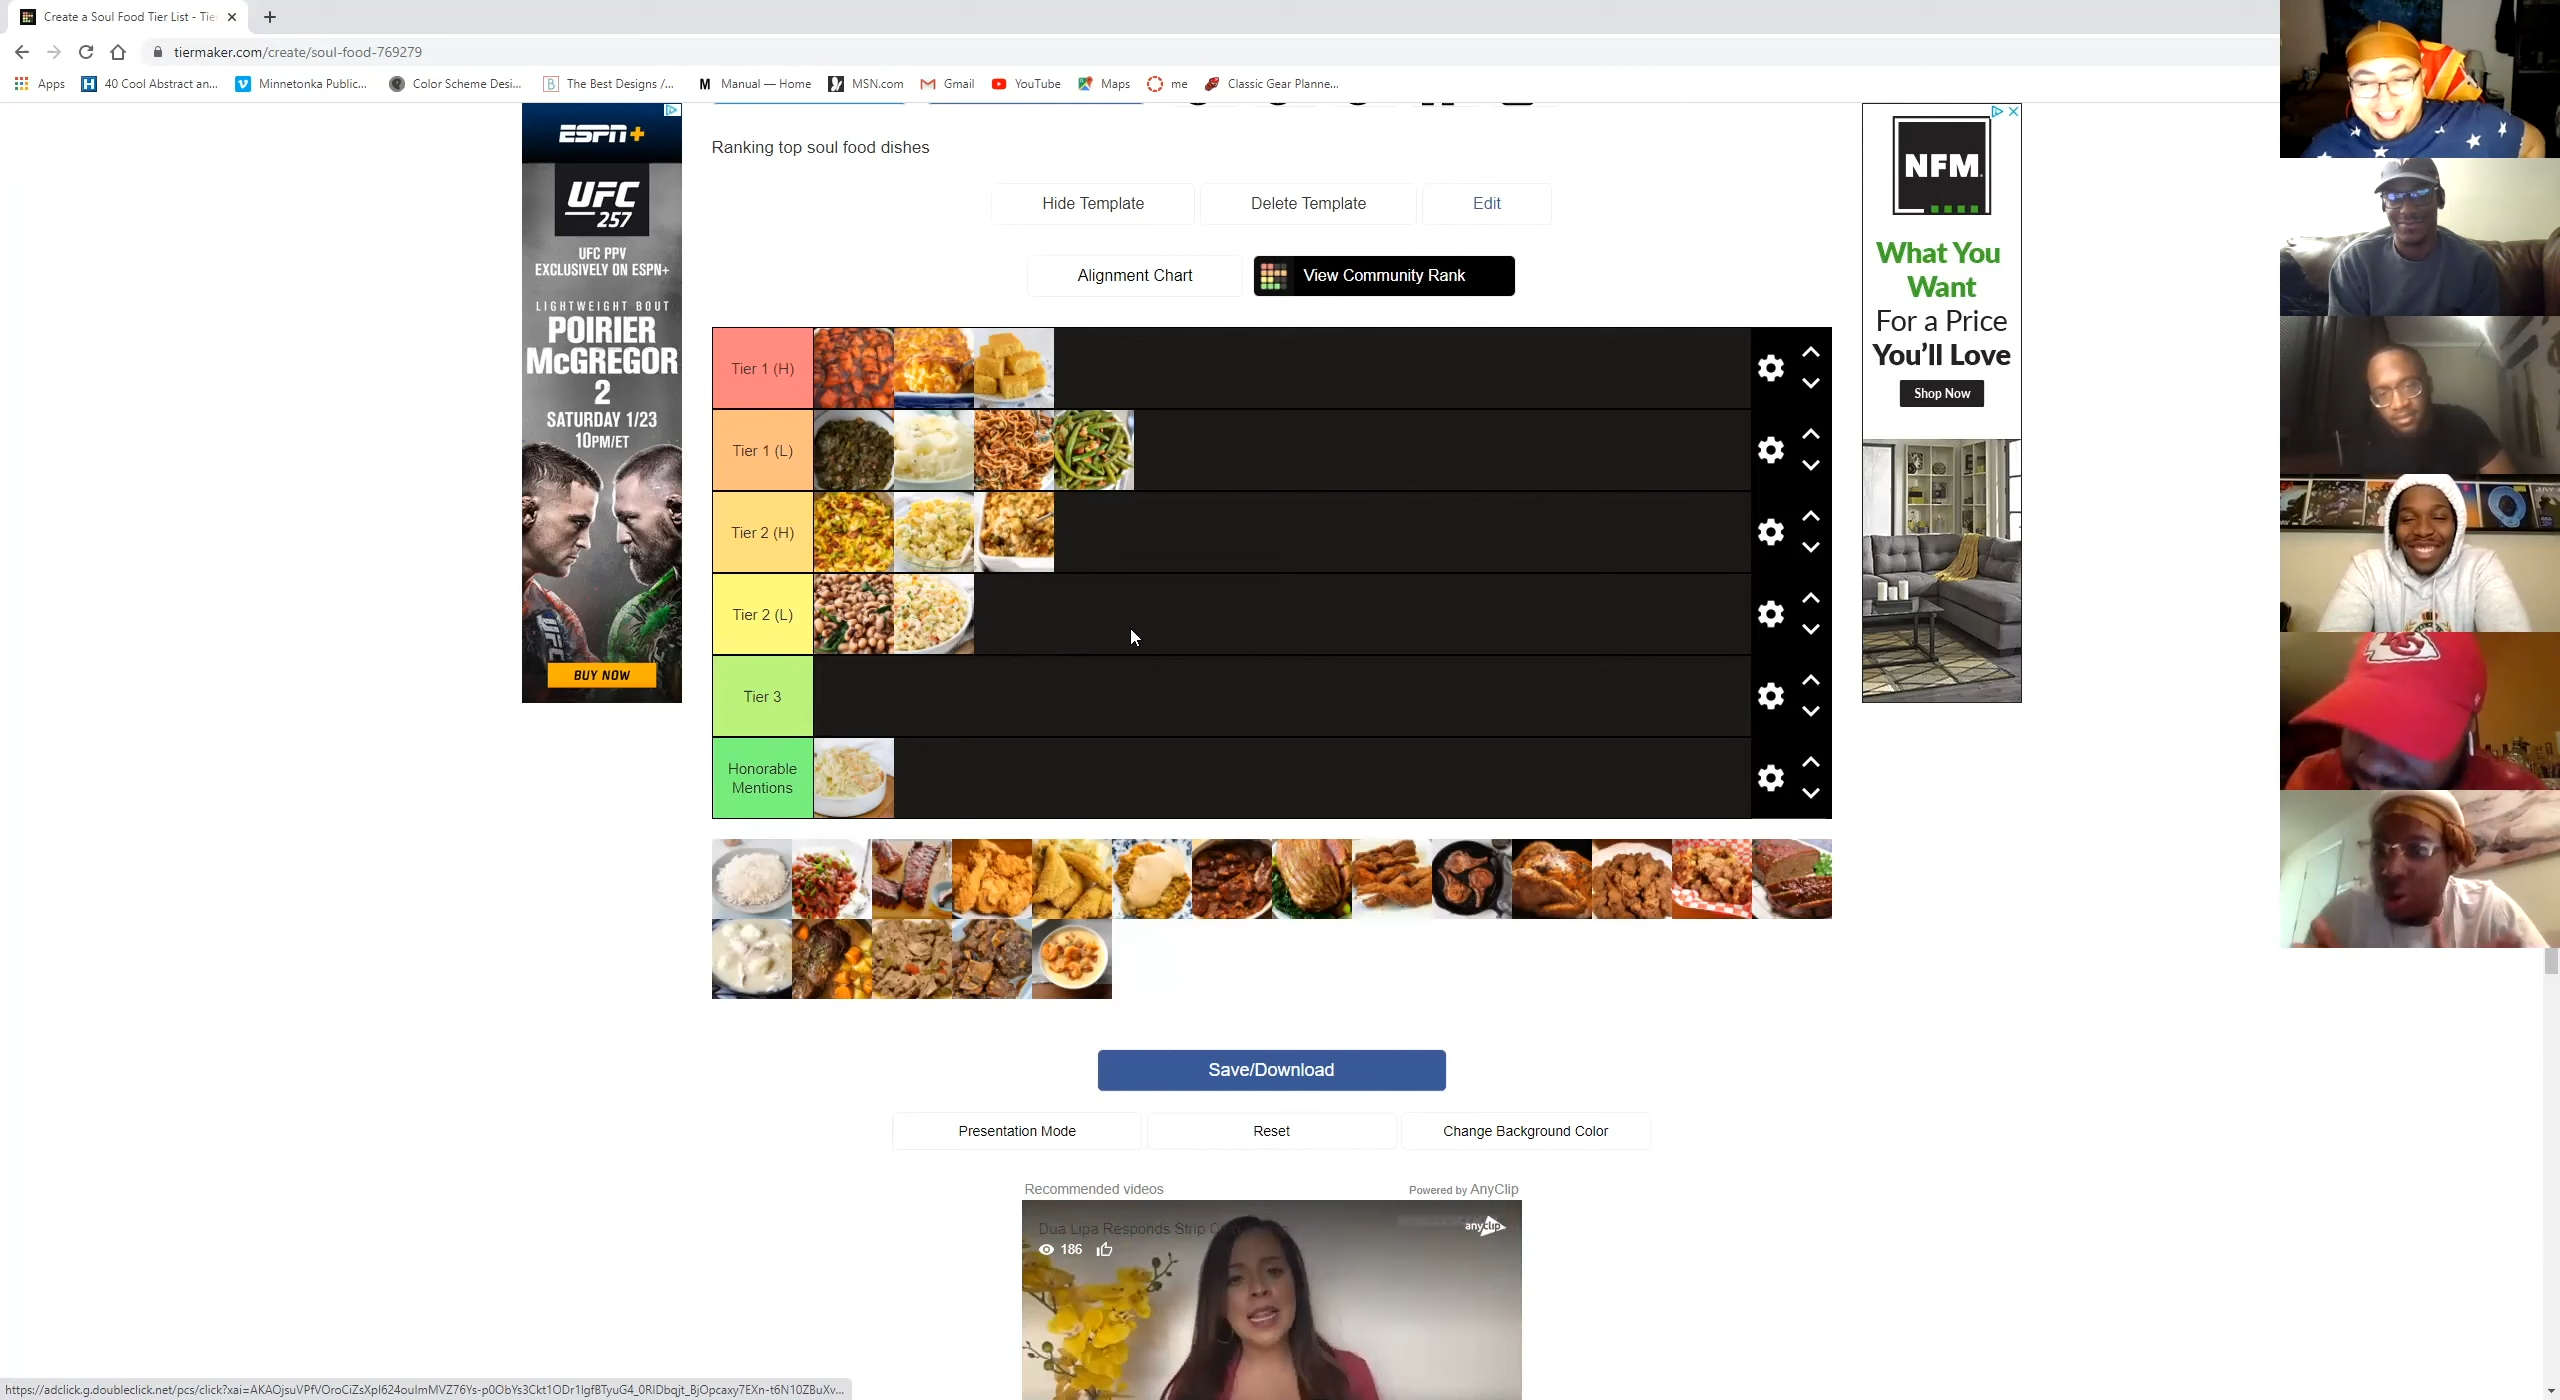 Create a Soul Food Tier List - Tie
tiermaker.com/create/soul-food-769279
Apps
40 Cool Abstract an...
Minnetonka Public...
Color Scheme Desi...
The Best Designs /...
Manual — Home
MSN.com
Gmail
YouTube
Maps
me
Classic Gear Planne...
ESPN+
UFC
257
UFC PPV
EXCLUSIVELY ON ESPN+
LIGHTWEIGHT BOUT
POIRIER
McGREGOR
2
SATURDAY 1/23
10PM/ET
BUY NOW
Ranking top soul food dishes
Hide Template
Delete Template
Edit
Alignment Chart
View Community Rank
Tier 1 (H)
Tier 1 (L)
Tier 2 (H)
Tier 2 (L)
Tier 3
Honorable
Mentions
NFM
What You
Want
For a Price
You'll Love
Shop Now
Save/Download
Presentation Mode
Reset
Change Background Color
Recommended videos
Powered by AnyClip
Dua Lipa Responds Strip
anyclip
186